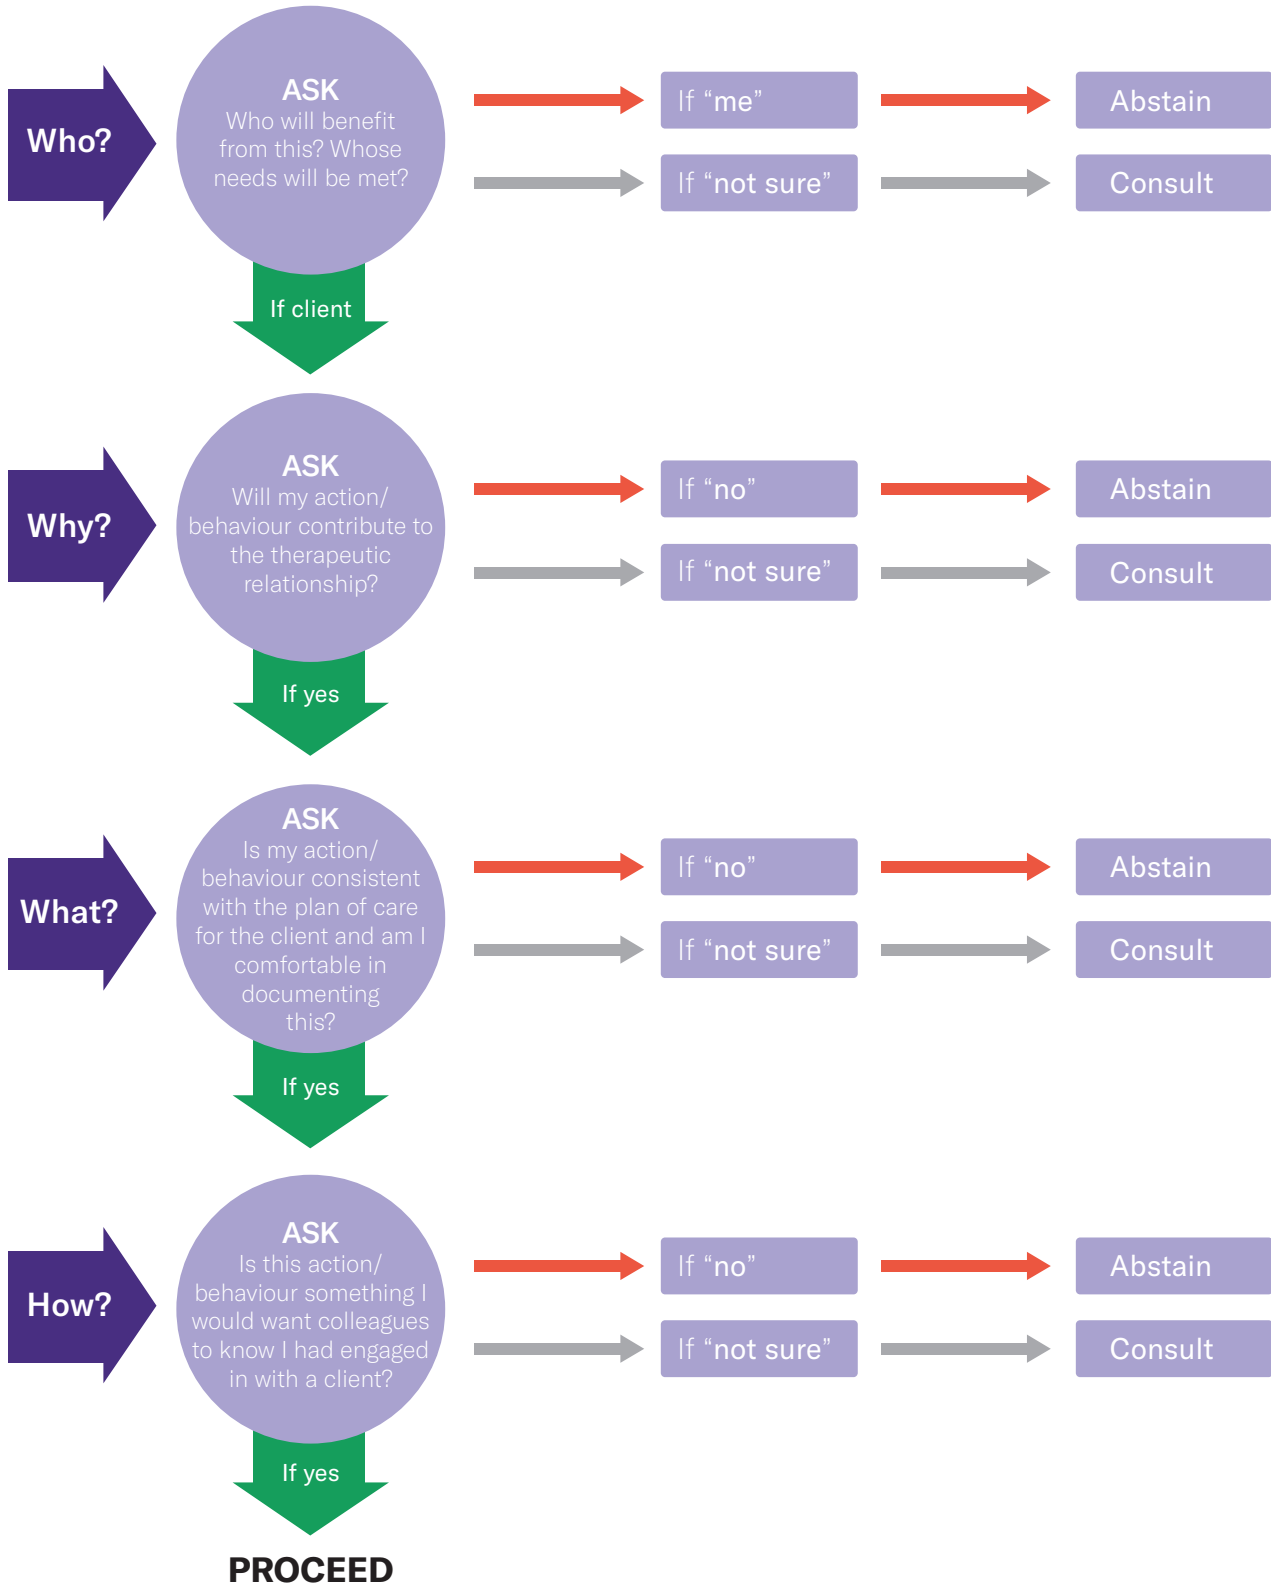 Who?
ASK
Who will benefit
from this? Whose
needs will be met?
If “me”
Abstain
If “not sure”
Consult
If client
Why?
ASK
Will my action/
behaviour contribute to
the therapeutic
relationship?
If “no”
Abstain
If “not sure”
Consult
If yes
What?
ASK
Is my action/
behaviour consistent
with the plan of care
for the client and am I
comfortable in
documenting
this?
If “no”
Abstain
If “not sure”
Consult
If yes
How?
ASK
Is this action/
behaviour something I
would want colleagues
to know I had engaged
in with a client?
If “no”
Abstain
If “not sure”
Consult
If yes
PROCEED